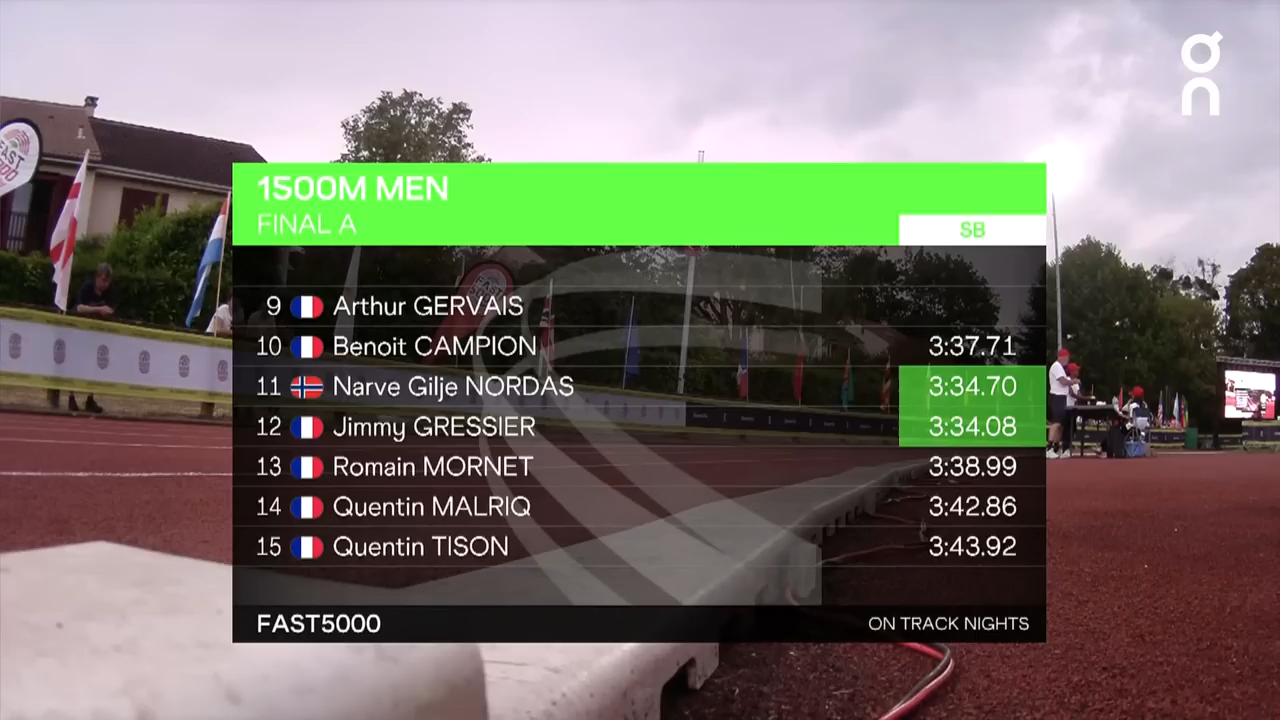 on
1500M MEN
FINAL A
SB
9 Arthur GERVAIS
10 Benoit CAMPION 3:37.71
11 Narve Gilje NORDAS 3:34.70
12 Jimmy GRESSIER 3:34.08
13 Romain MORNET 3:38.99
14 Quentin MALRIQ 3:42.86
15 Quentin TISON 3:43.92
FAST5000 ON TRACK NIGHTS